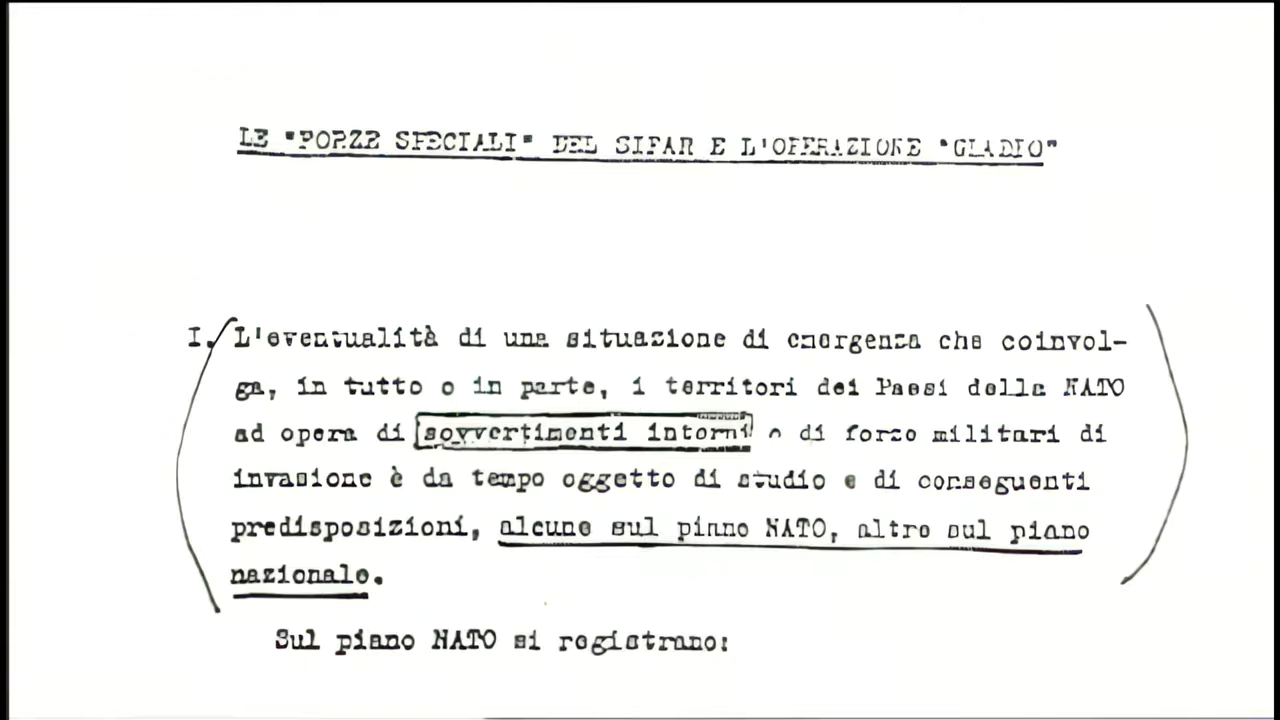 LE "FORZE SPECIALI" DEL SIFAR E L'OPERAZIONE "GLADIO"
I. L'eventualità di una situazione di emergenza che coinvol-
ga, in tutto o in parte, i territori dei Paesi della NATO
ad opera di sovvertimenti interni o di forze militari di
invasione è da tempo oggetto di studio e di conseguenti
predisposizioni, alcune sul piano NATO, altre sul piano
nazionale.
Sul piano NATO si registrano: